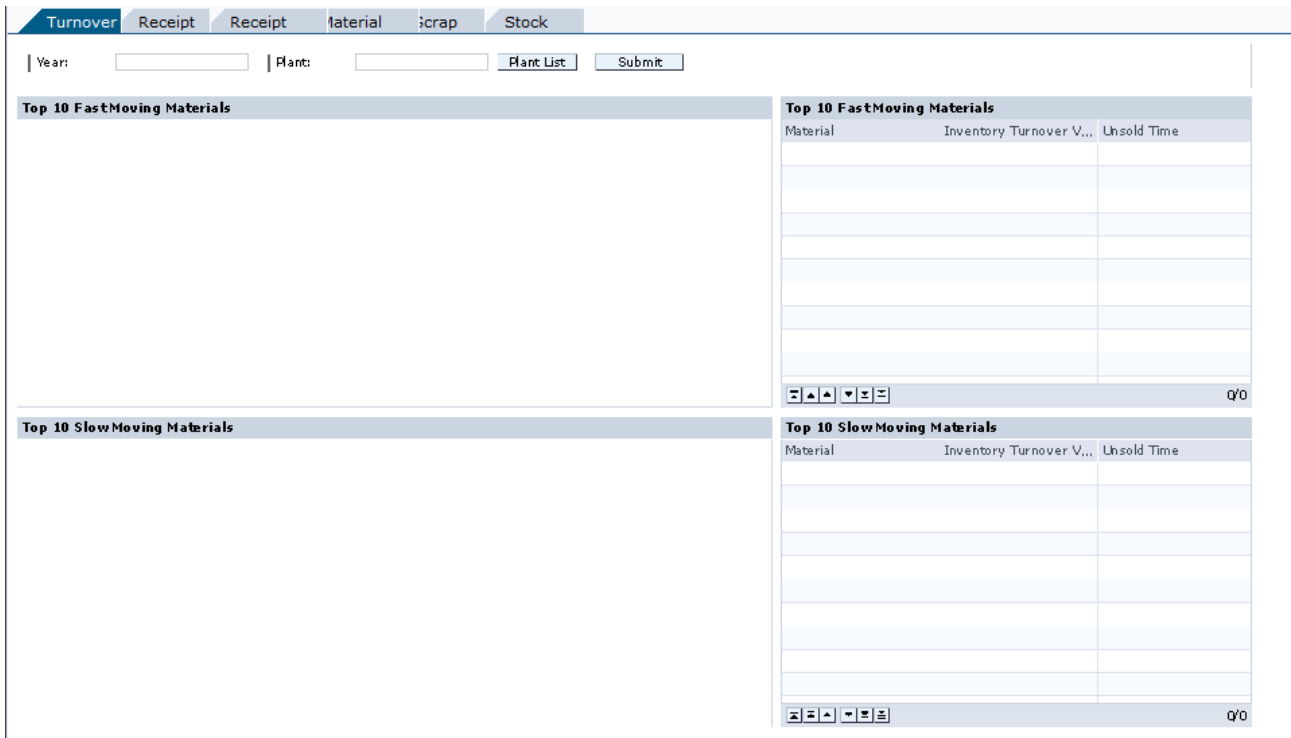 Turnover Receipt Receipt Material Scrap Stock
Year: Plant: Plant List Submit
Top 10 FastMoving Materials
Top 10 FastMoving Materials
Material Inventory Turnover V... Unsold Time
0/0
Top 10 SlowMoving Materials
Top 10 SlowMoving Materials
Material Inventory Turnover V... Unsold Time
0/0